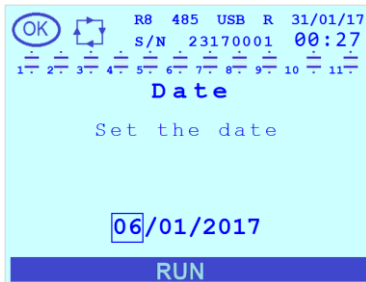 OK R8 485 USB R 31/01/17
S/N 23170001 00:27
1 2 3 4 5 6 7 8 9 10 11
Date
Set the date
06/01/2017
RUN